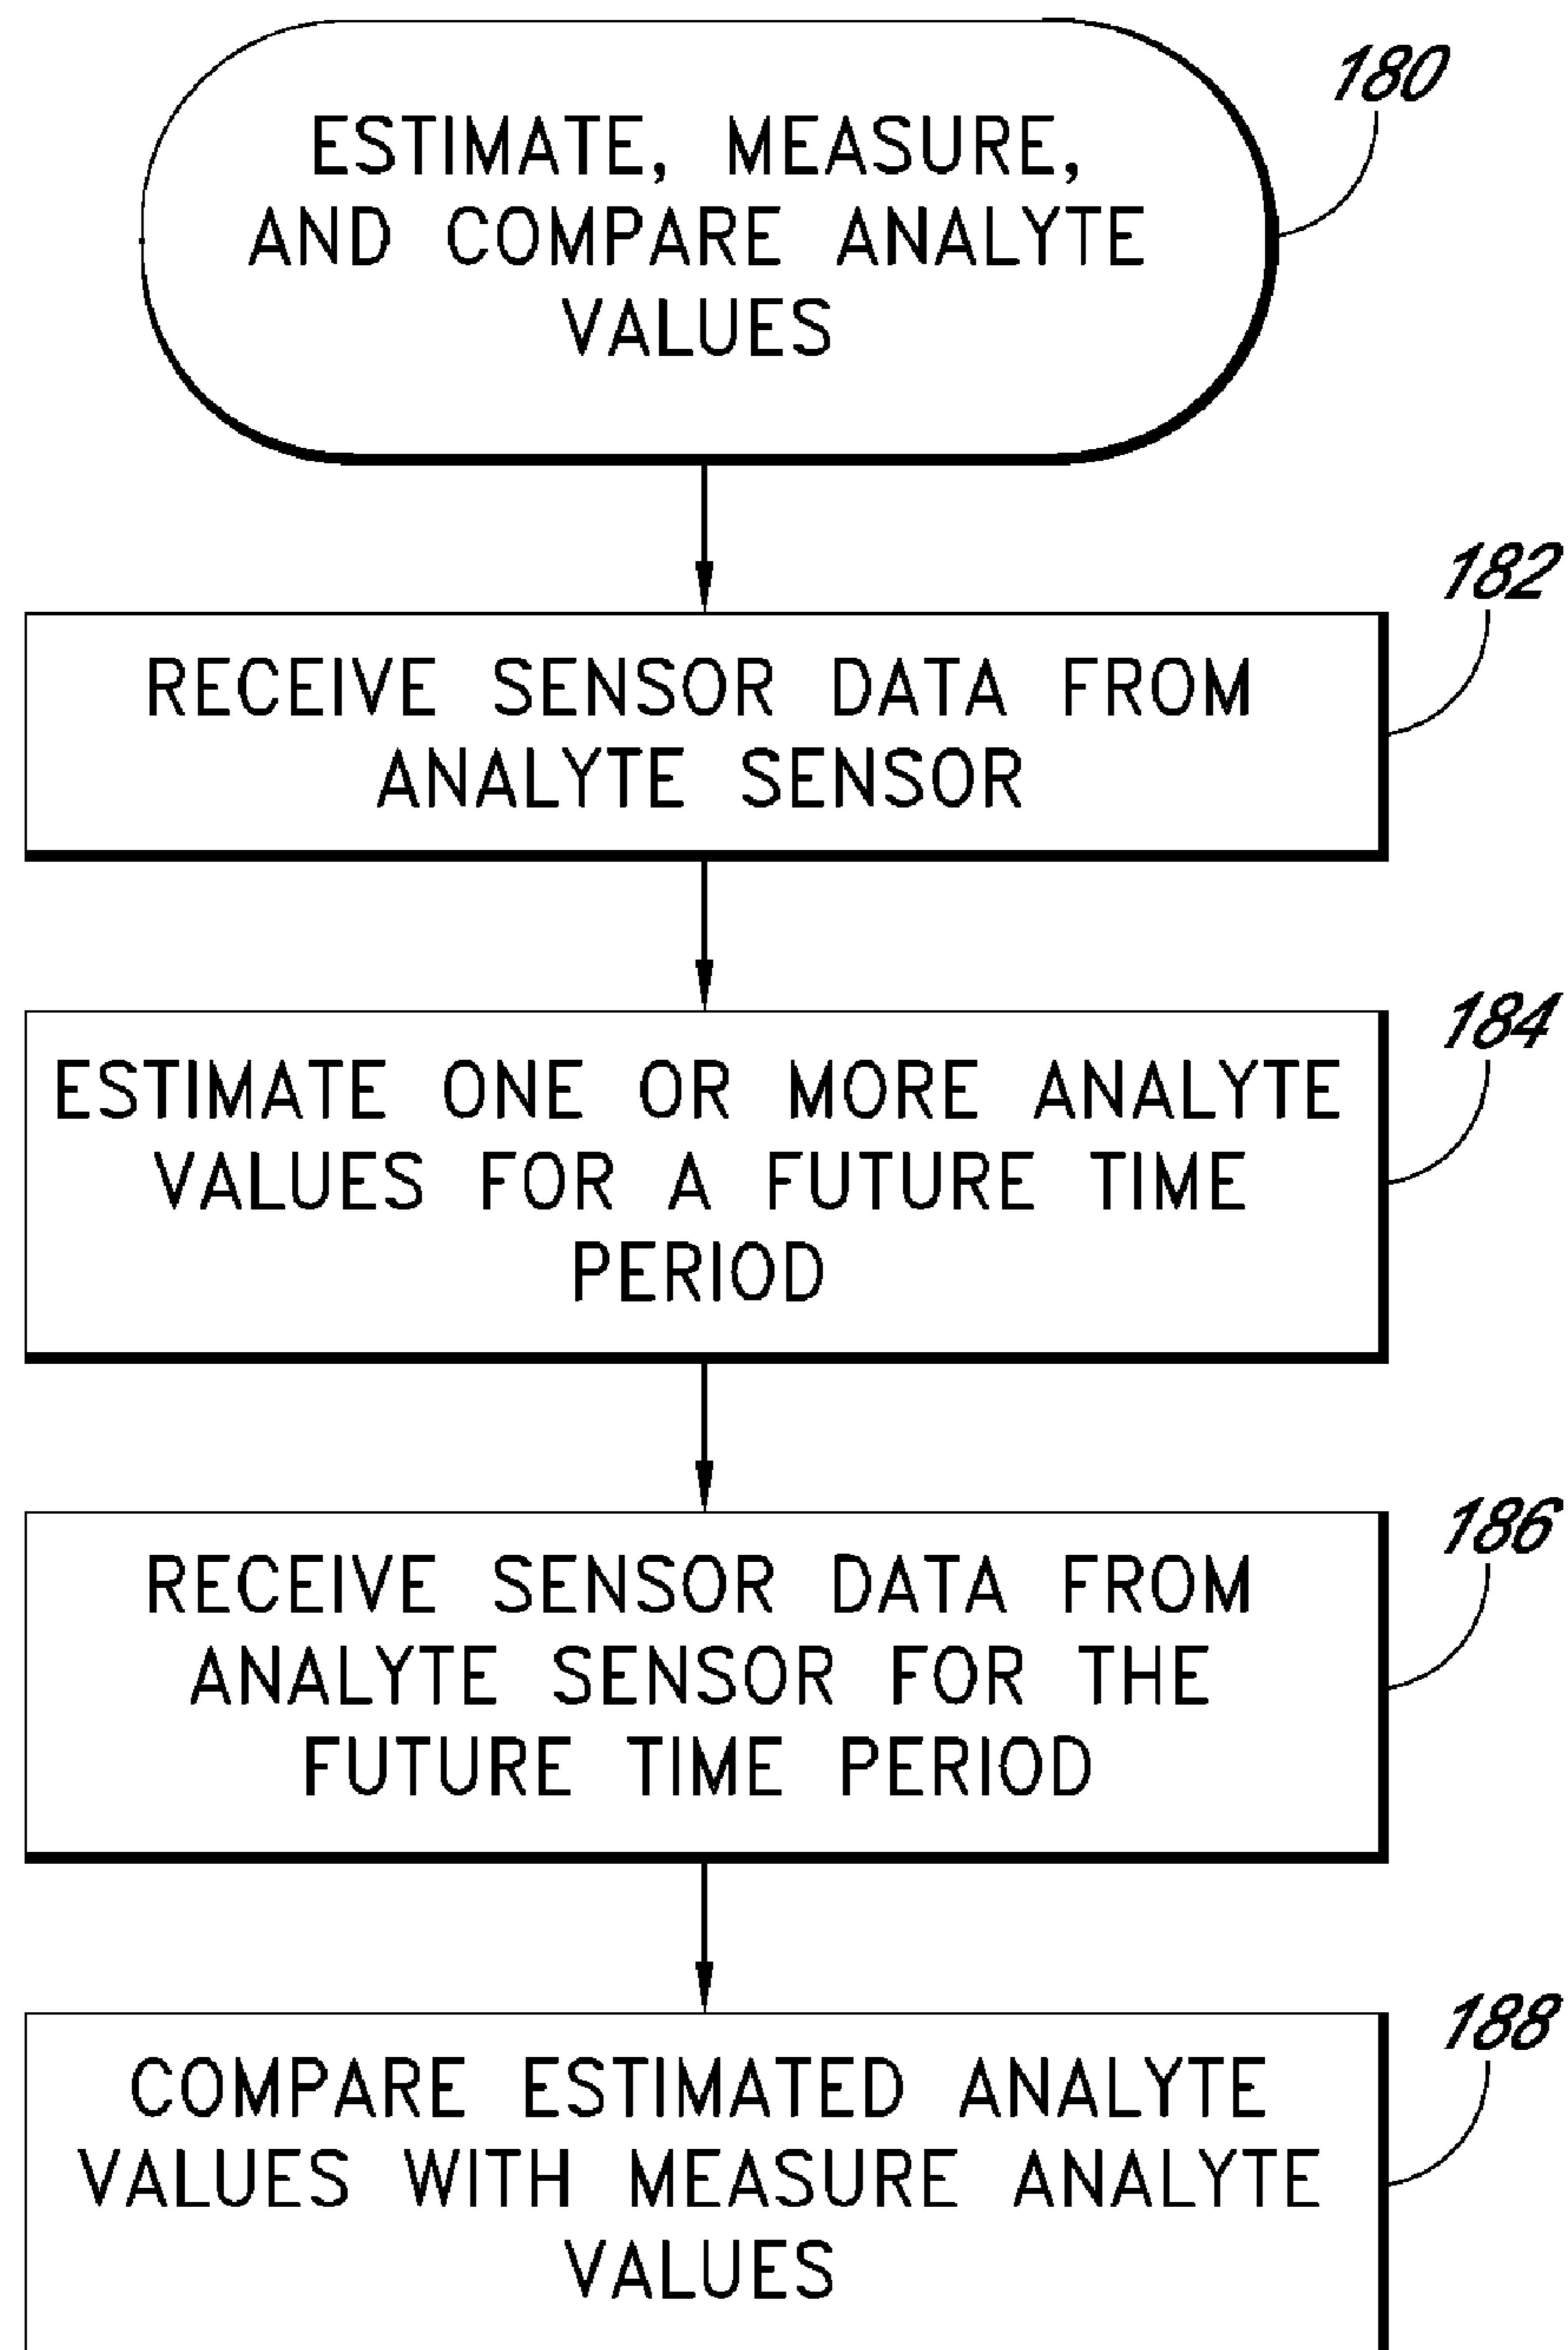 180
ESTIMATE, MEASURE,
AND COMPARE ANALYTE
VALUES
182
RECEIVE SENSOR DATA FROM
ANALYTE SENSOR
184
ESTIMATE ONE OR MORE ANALYTE
VALUES FOR A FUTURE TIME
PERIOD
186
RECEIVE SENSOR DATA FROM
ANALYTE SENSOR FOR THE
FUTURE TIME PERIOD
188
COMPARE ESTIMATED ANALYTE
VALUES WITH MEASURE ANALYTE
VALUES